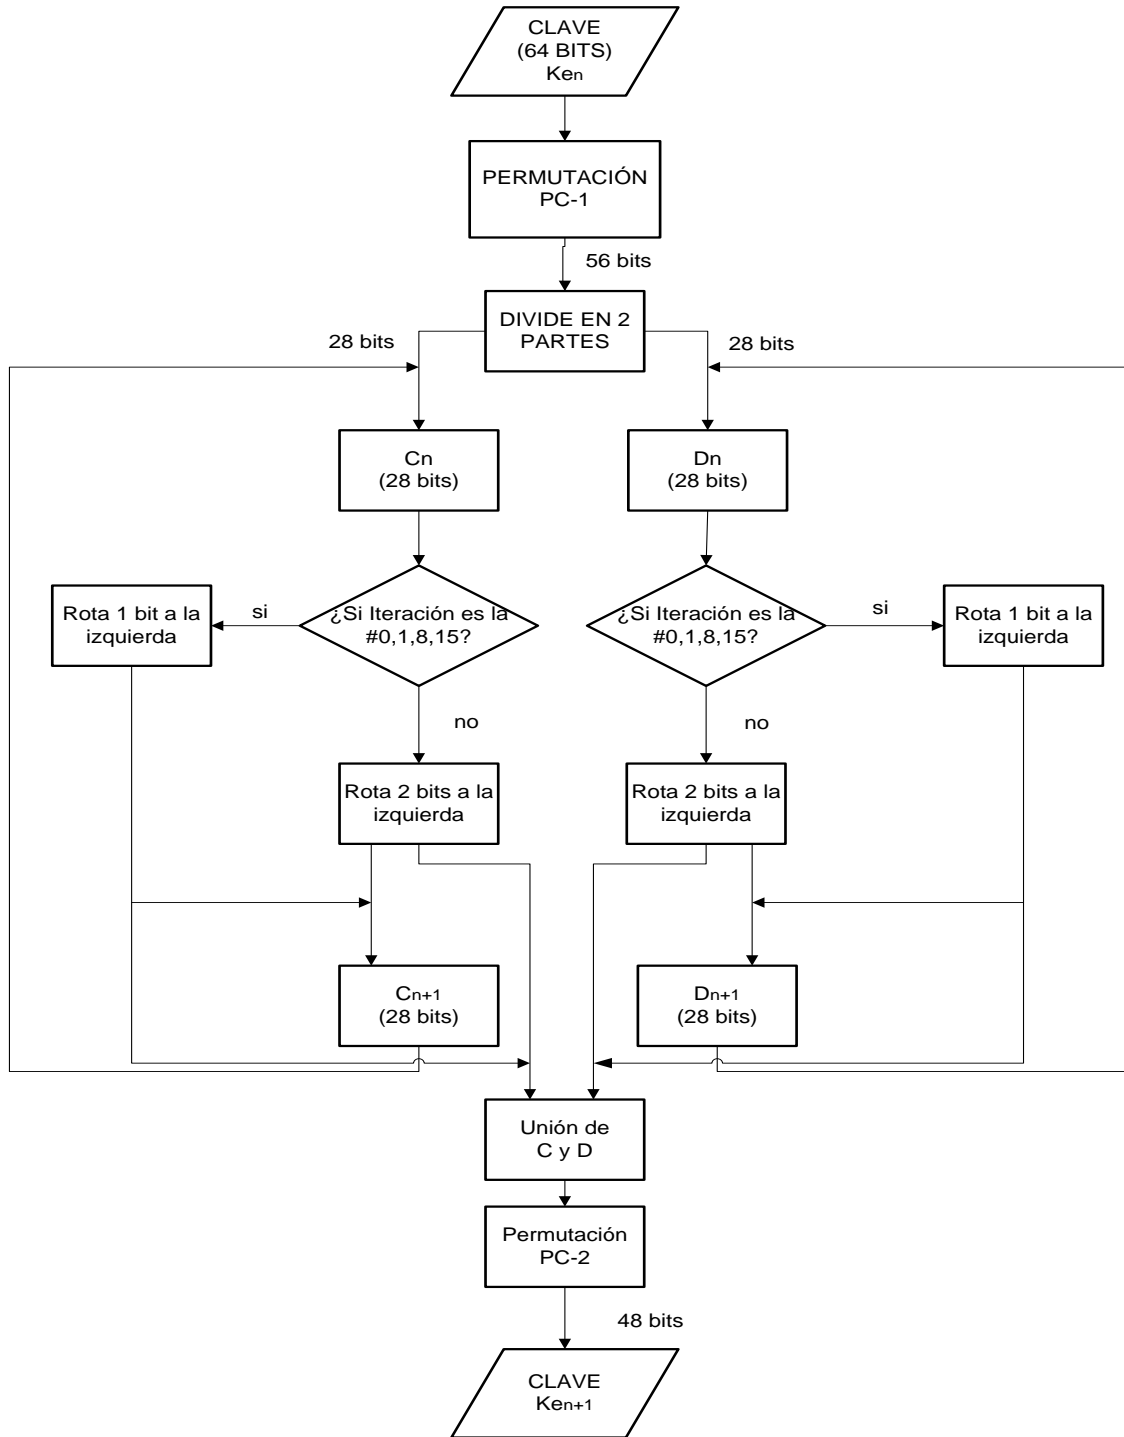 CLAVE
(64 BITS)
Ken
PERMUTACIÓN
PC-1
56 bits
DIVIDE EN 2
PARTES
28 bits
28 bits
Cn
(28 bits)
Dn
(28 bits)
Rota 1 bit a la
izquierda
si
¿Si Iteración es la
#0,1,8,15?
¿Si Iteración es la
#0,1,8,15?
si
Rota 1 bit a la
izquierda
no
no
Rota 2 bits a la
izquierda
Rota 2 bits a la
izquierda
Cn+1
(28 bits)
Dn+1
(28 bits)
Unión de
C y D
Permutación
PC-2
48 bits
CLAVE
Ken+1